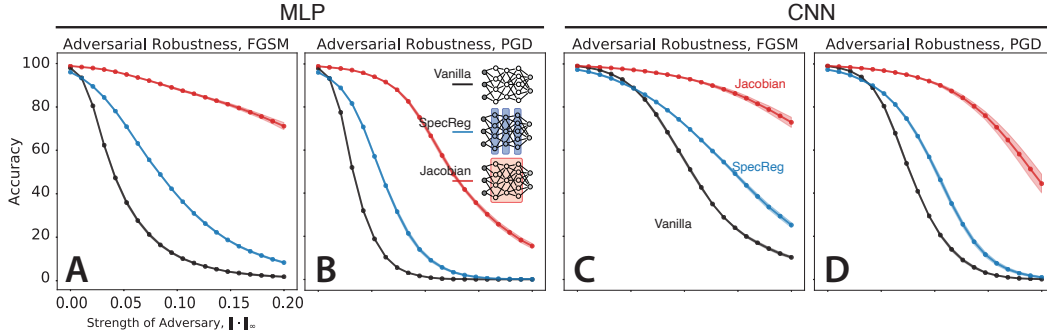 MLP
CNN
Adversarial Robustness, FGSM
Adversarial Robustness, PGD
Adversarial Robustness, FGSM
Adversarial Robustness, PGD
Accuracy
100
80
60
40
20
0
Vanilla
SpecReg
Jacobian
Jacobian
SpecReg
Vanilla
A
B
C
D
0.00
0.05
0.10
0.15
0.20
Strength of Adversary, ‖·‖∞